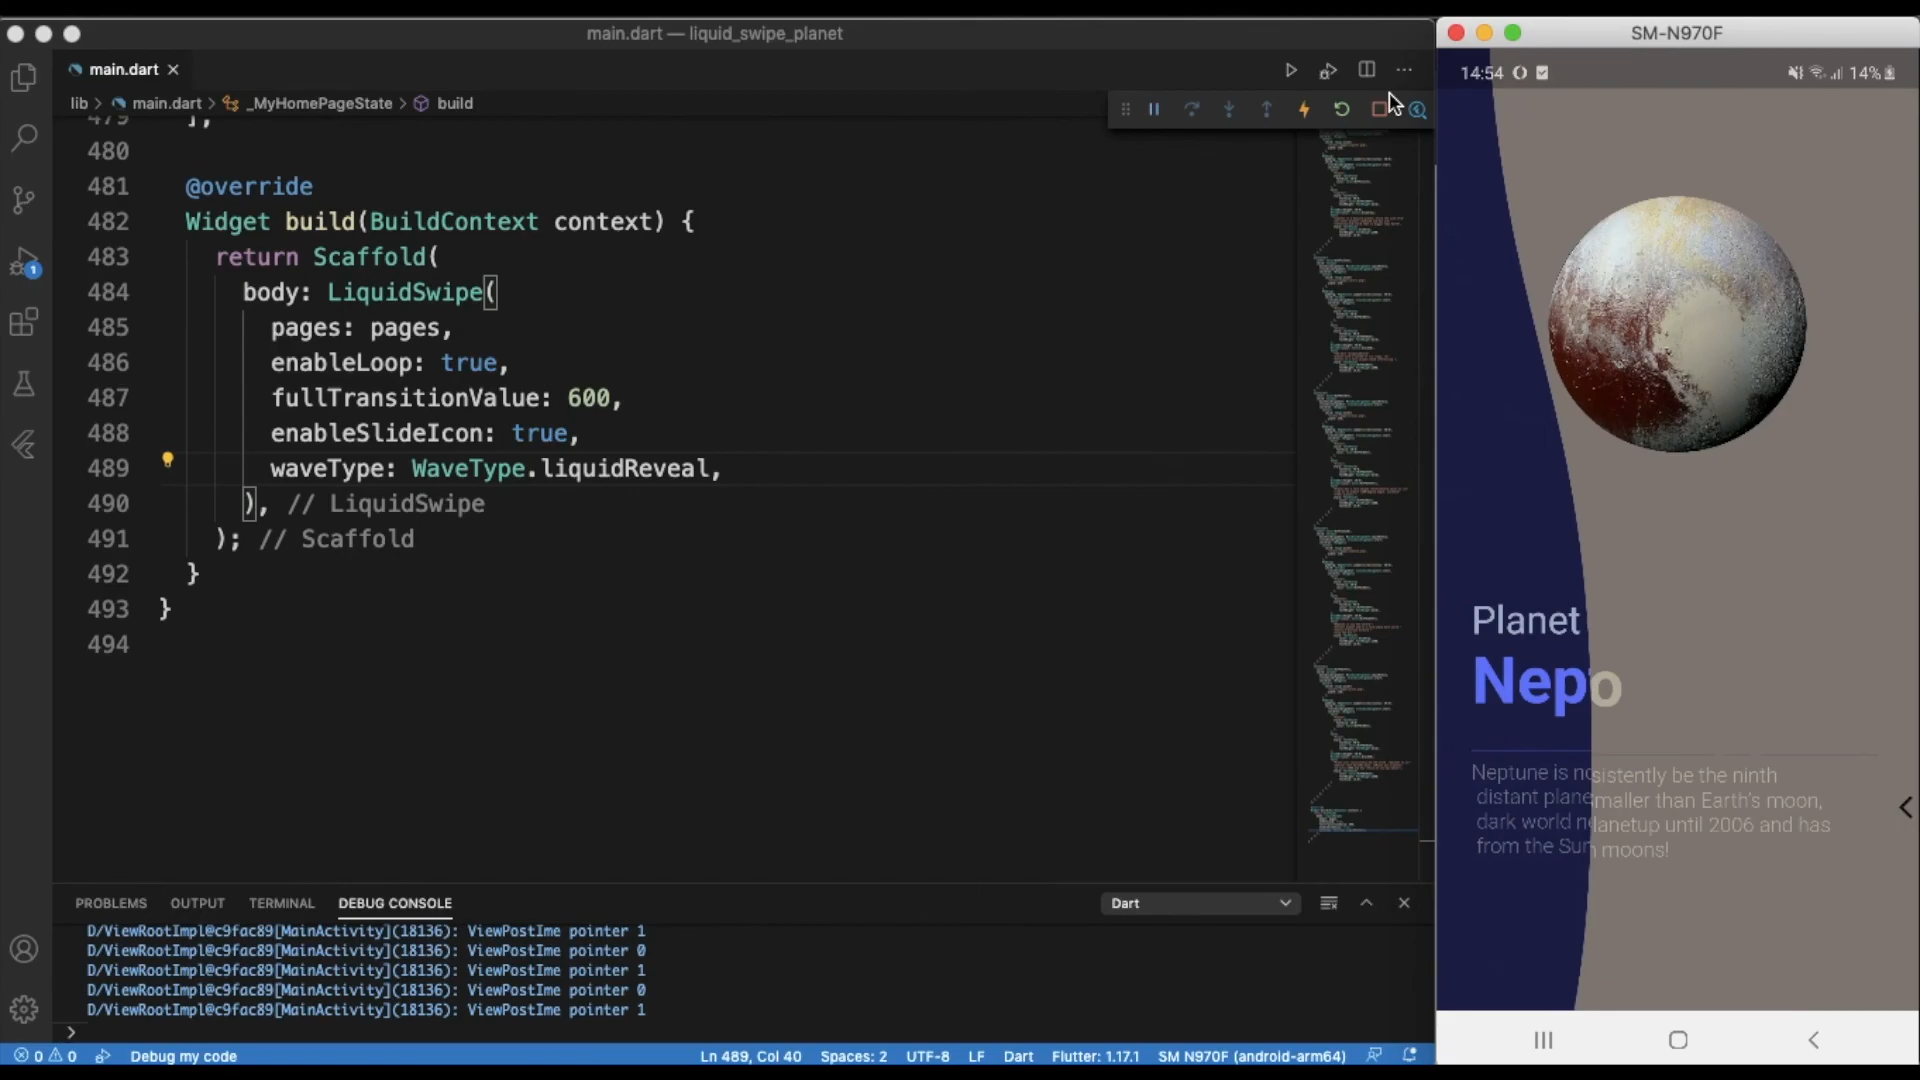 main.dart — liquid_swipe_planet
SM-N970F
main.dart
lib > main.dart > _MyHomePageState > build
14:54
14%
479 ],
480
481 @override
482 Widget build(BuildContext context) {
483 return Scaffold(
484 body: LiquidSwipe(
485 pages: pages,
486 enableLoop: true,
487 fullTransitionValue: 600,
488 enableSlideIcon: true,
489 waveType: WaveType.liquidReveal,
490 ), // LiquidSwipe
491 ); // Scaffold
492 }
493 }
494
1
Planet
Nepo
Neptune is nosistently be the ninth
distant planemaller than Earth's moon,
dark world nlanetup until 2006 and has
from the Sun moons!
PROBLEMS OUTPUT TERMINAL DEBUG CONSOLE Dart
D/ViewRootImpl@c9fac89[MainActivity](18136): ViewPostIme pointer 1
D/ViewRootImpl@c9fac89[MainActivity](18136): ViewPostIme pointer 0
D/ViewRootImpl@c9fac89[MainActivity](18136): ViewPostIme pointer 1
D/ViewRootImpl@c9fac89[MainActivity](18136): ViewPostIme pointer 0
D/ViewRootImpl@c9fac89[MainActivity](18136): ViewPostIme pointer 1
>
0 0 Debug my code Ln 489, Col 40 Spaces: 2 UTF-8 LF Dart Flutter: 1.17.1 SM N970F (android-arm64)